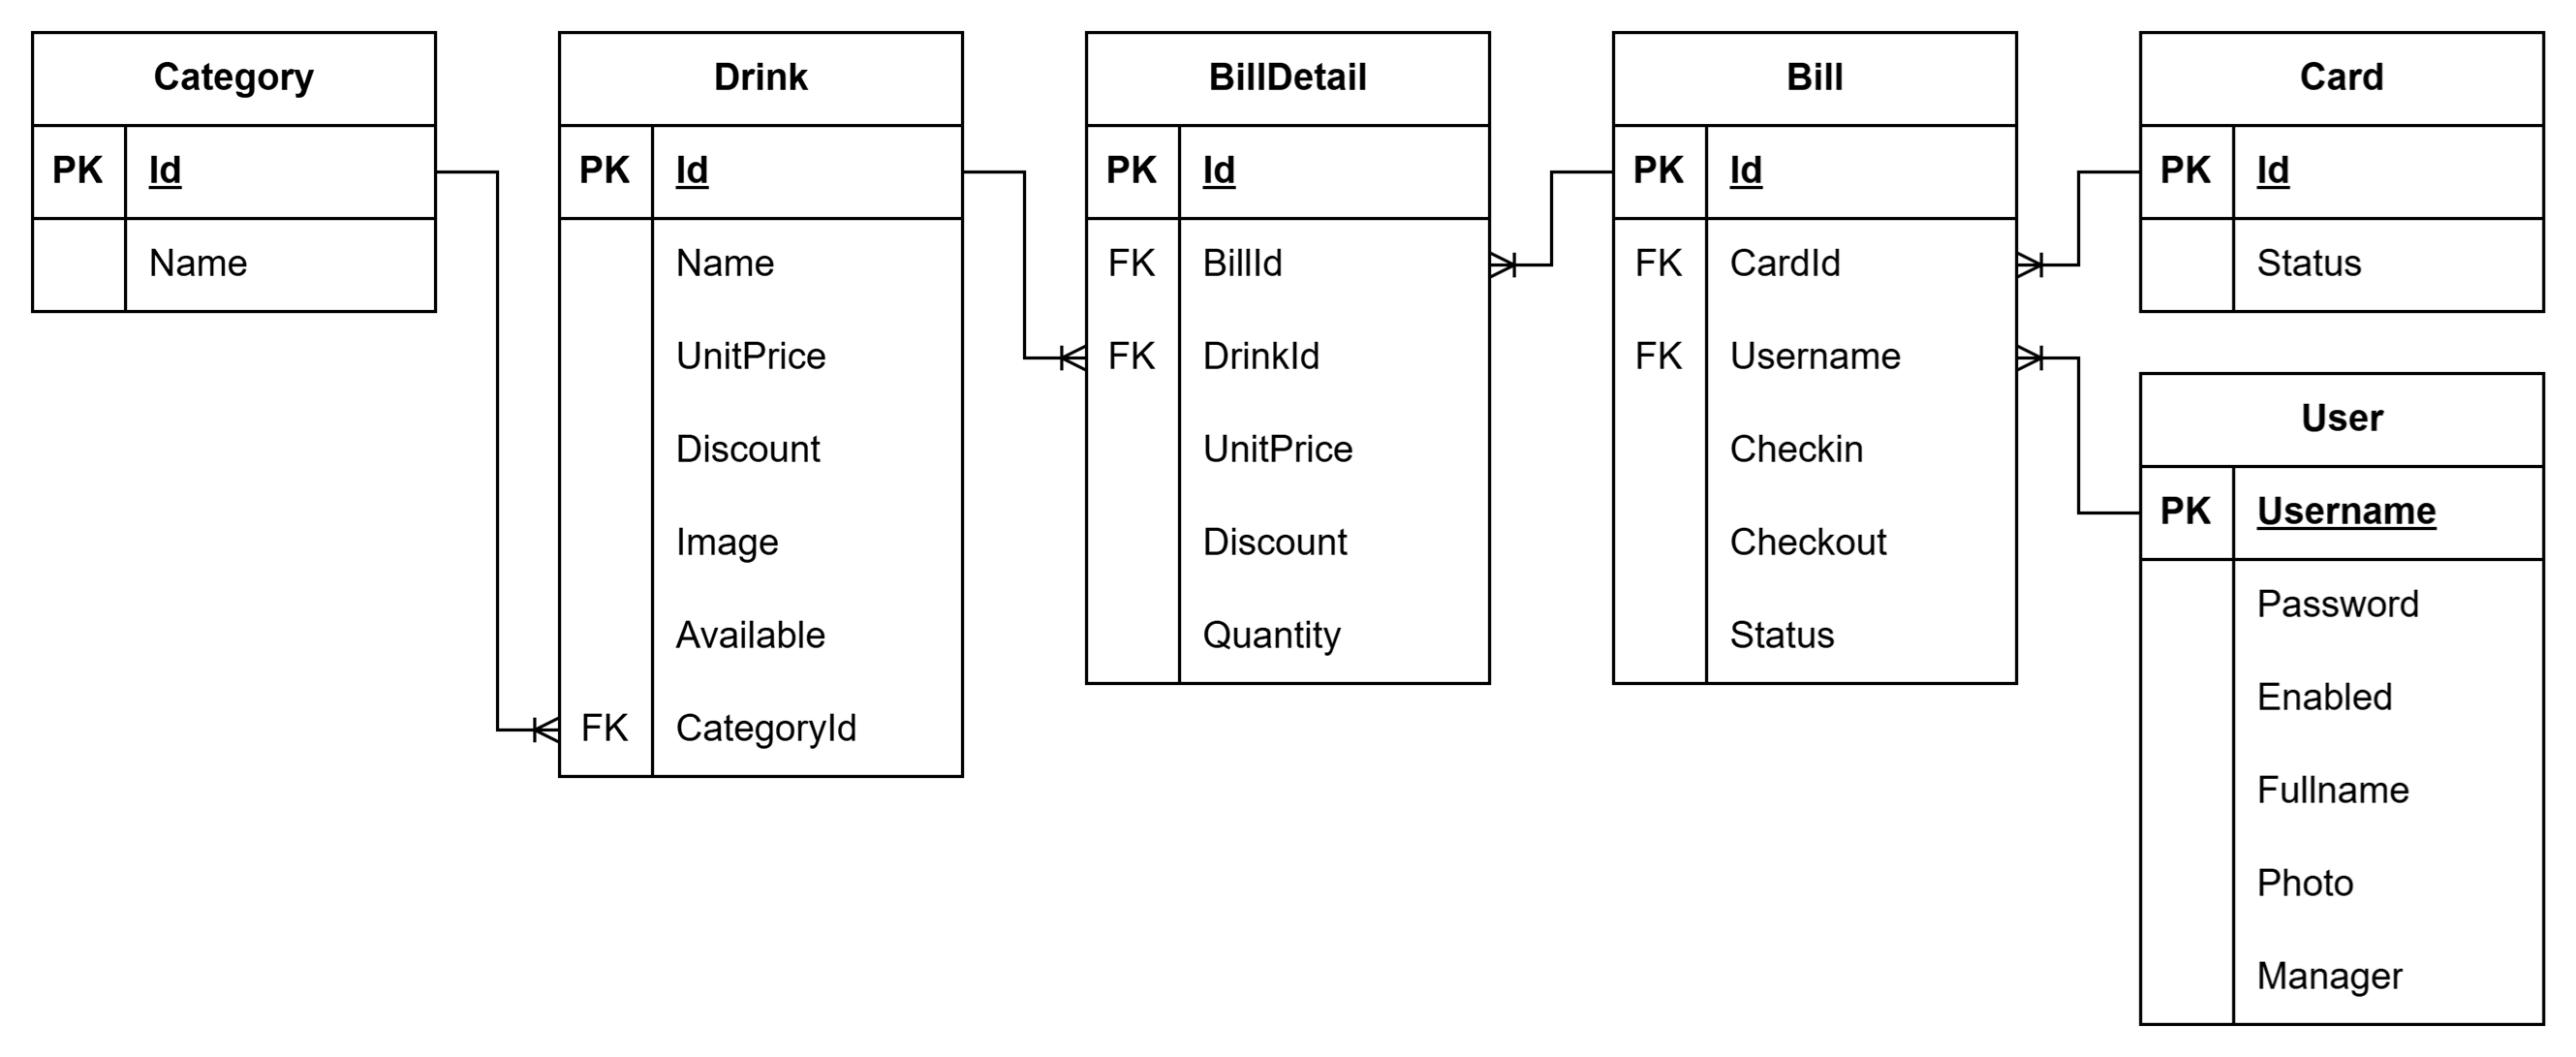 Category
PK Id
Name
Drink
PK Id
Name
UnitPrice
Discount
Image
Available
FK CategoryId
BillDetail
PK Id
FK BillId
FK DrinkId
UnitPrice
Discount
Quantity
Bill
PK Id
FK CardId
FK Username
Checkin
Checkout
Status
Card
PK Id
Status
User
PK Username
Password
Enabled
Fullname
Photo
Manager